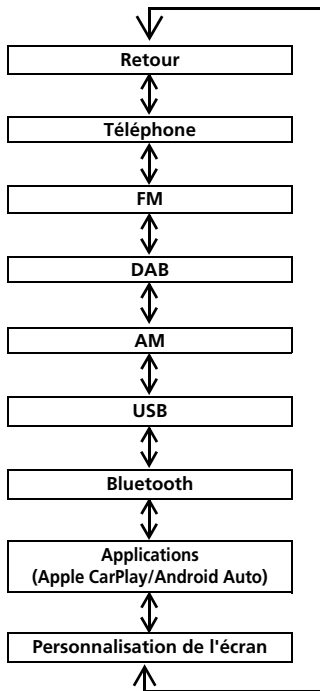 Retour
Téléphone
FM
DAB
AM
USB
Bluetooth
Applications
(Apple CarPlay/Android Auto)
Personnalisation de l'écran